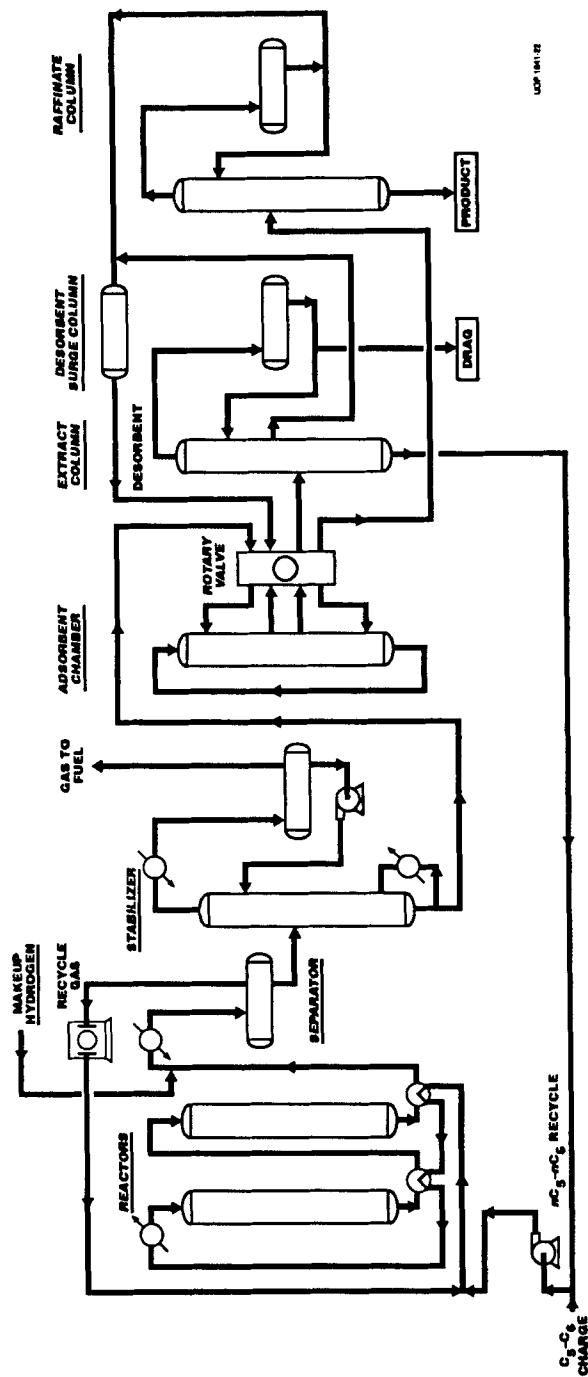 MAKEUP
HYDROGEN
RECYCLE
GAS
REACTORS
SEPARATOR
STABILIZER
GAS TO
FUEL
ADSORBENT
CHAMBER
ROTARY
VALVE
DESORBENT
EXTRACT
COLUMN
DESORBENT
SURGE COLUMN
RAFFINATE
COLUMN
DRAG
PRODUCT
C5-C6
CHARGE
nC5-nC6 RECYCLE
UOP 1841-22